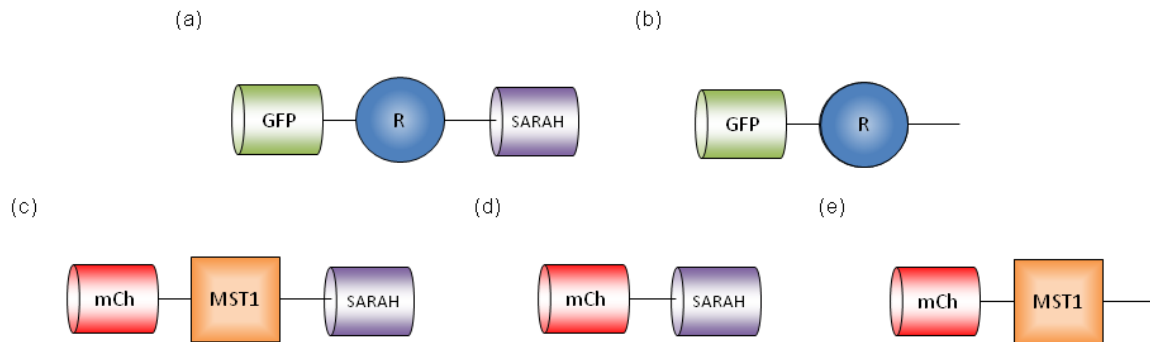 (a)
(b)
GFP R SARAH
GFP R
(c)
(d)
(e)
mCh MST1 SARAH
mCh SARAH
mCh MST1